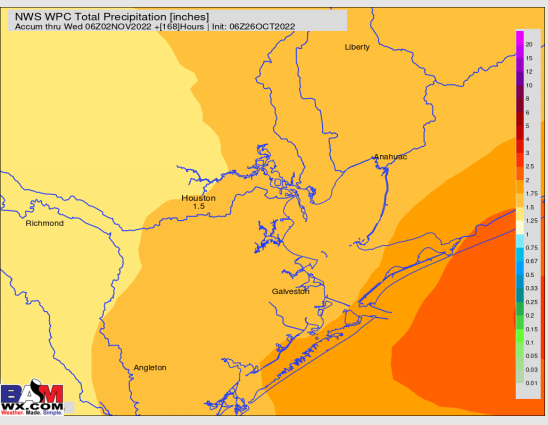 NWS WPC Total Precipitation [inches]
Accum thru Wed 06Z02NOV2022 +[168]Hours | Init: 06Z26OCT2022
Liberty
Anahuac
Houston
1.5
Richmond
Galveston
Angleton
20
15
12
10
8
6
5
4
3
2.5
2
1.75
1.5
1.25
1
0.75
0.67
0.5
0.33
0.25
0.2
0.15
0.1
0.05
0.03
0.01
BAM
WX.COM
Weather. Made. Simple.